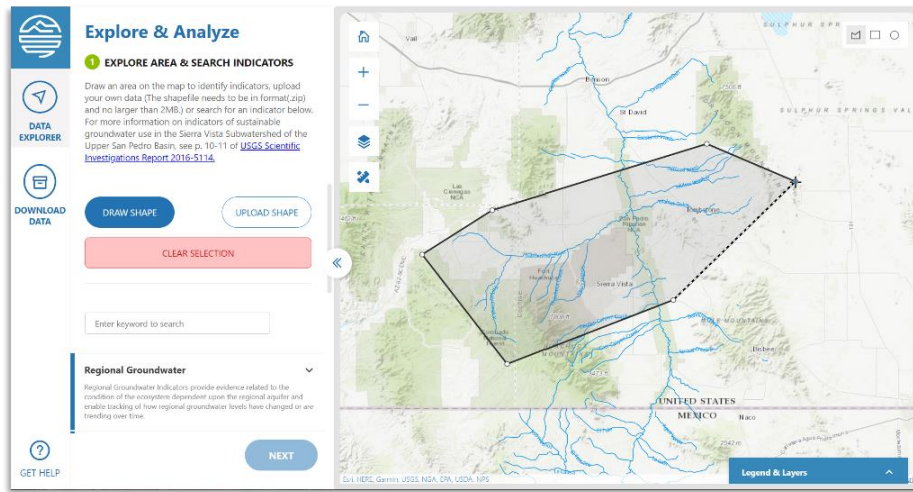 DATA
EXPLORER
DOWNLOAD
DATA
GET HELP
Explore & Analyze
1 EXPLORE AREA & SEARCH INDICATORS
Draw an area on the map to identify indicators, upload
your own data (The shapefile needs to be in format(.zip)
and no larger than 2MB.) or search for an indicator below.
For more information on indicators of sustainable
groundwater use in the Sierra Vista Subwatershed of the
Upper San Pedro Basin, see p. 10-11 of USGS Scientific
Investigations Report 2016-5114.
DRAW SHAPE
UPLOAD SHAPE
CLEAR SELECTION
Enter keyword to search
Regional Groundwater
Regional Groundwater Indicators provide evidence related to the
condition of the ecosystem dependent upon the regional aquifer and
enable tracking of how regional groundwater levels have changed or are
trending over time.
NEXT
Vail
Benson
St David
SULPHUR SPRINGS VAL
Las
Cienegas
NCA
Tombstone
San Pedro
Riparian
NCA
Fort
Huachuca
Sierra Vista
Coronado
National
Forest
MOUNTAINS
Bisbee
UNITED STATES
MEXICO
Naco
Esri, HERE, Garmin, USGS, NGA, EPA, USDA, NPS
Legend & Layers